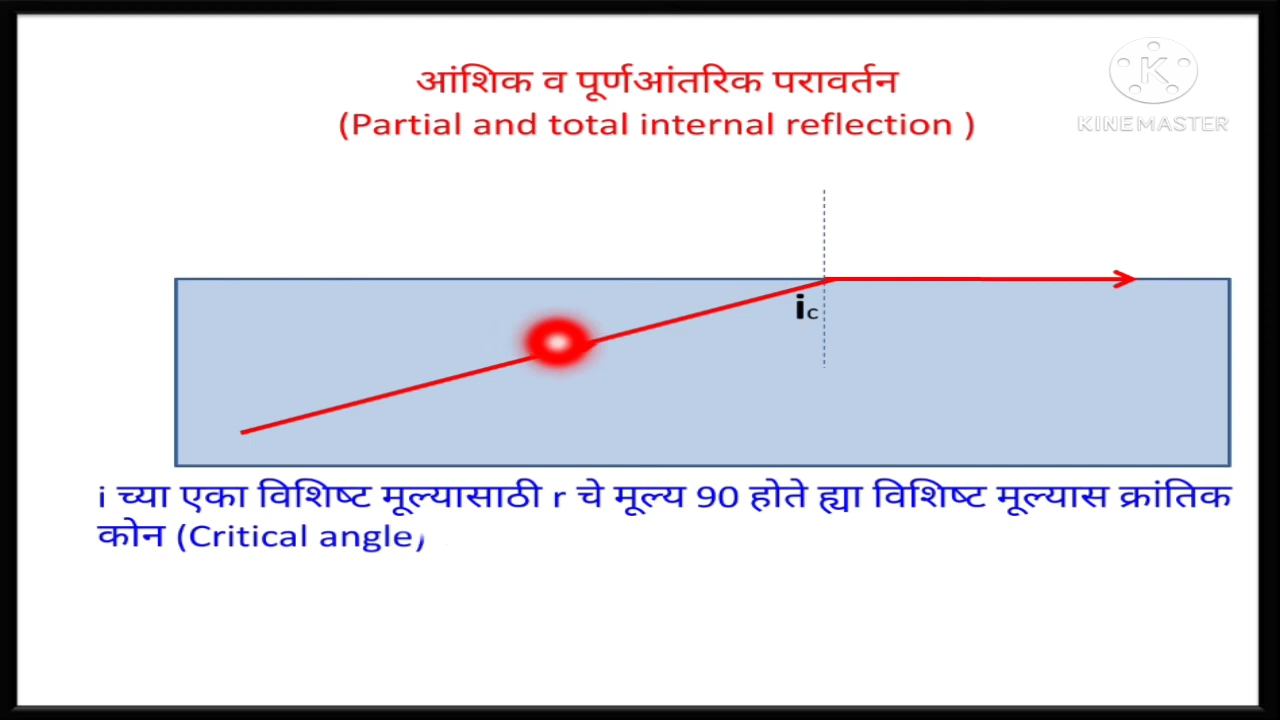 आंशिक व पूर्णआंतरिक परावर्तन
(Partial and total internal reflection )
K
KINEMASTER
ic
i च्या एका विशिष्ट मूल्यासाठी r चे मूल्य 90 होते ह्या विशिष्ट मूल्यास क्रांतिक
कोन (Critical angle)